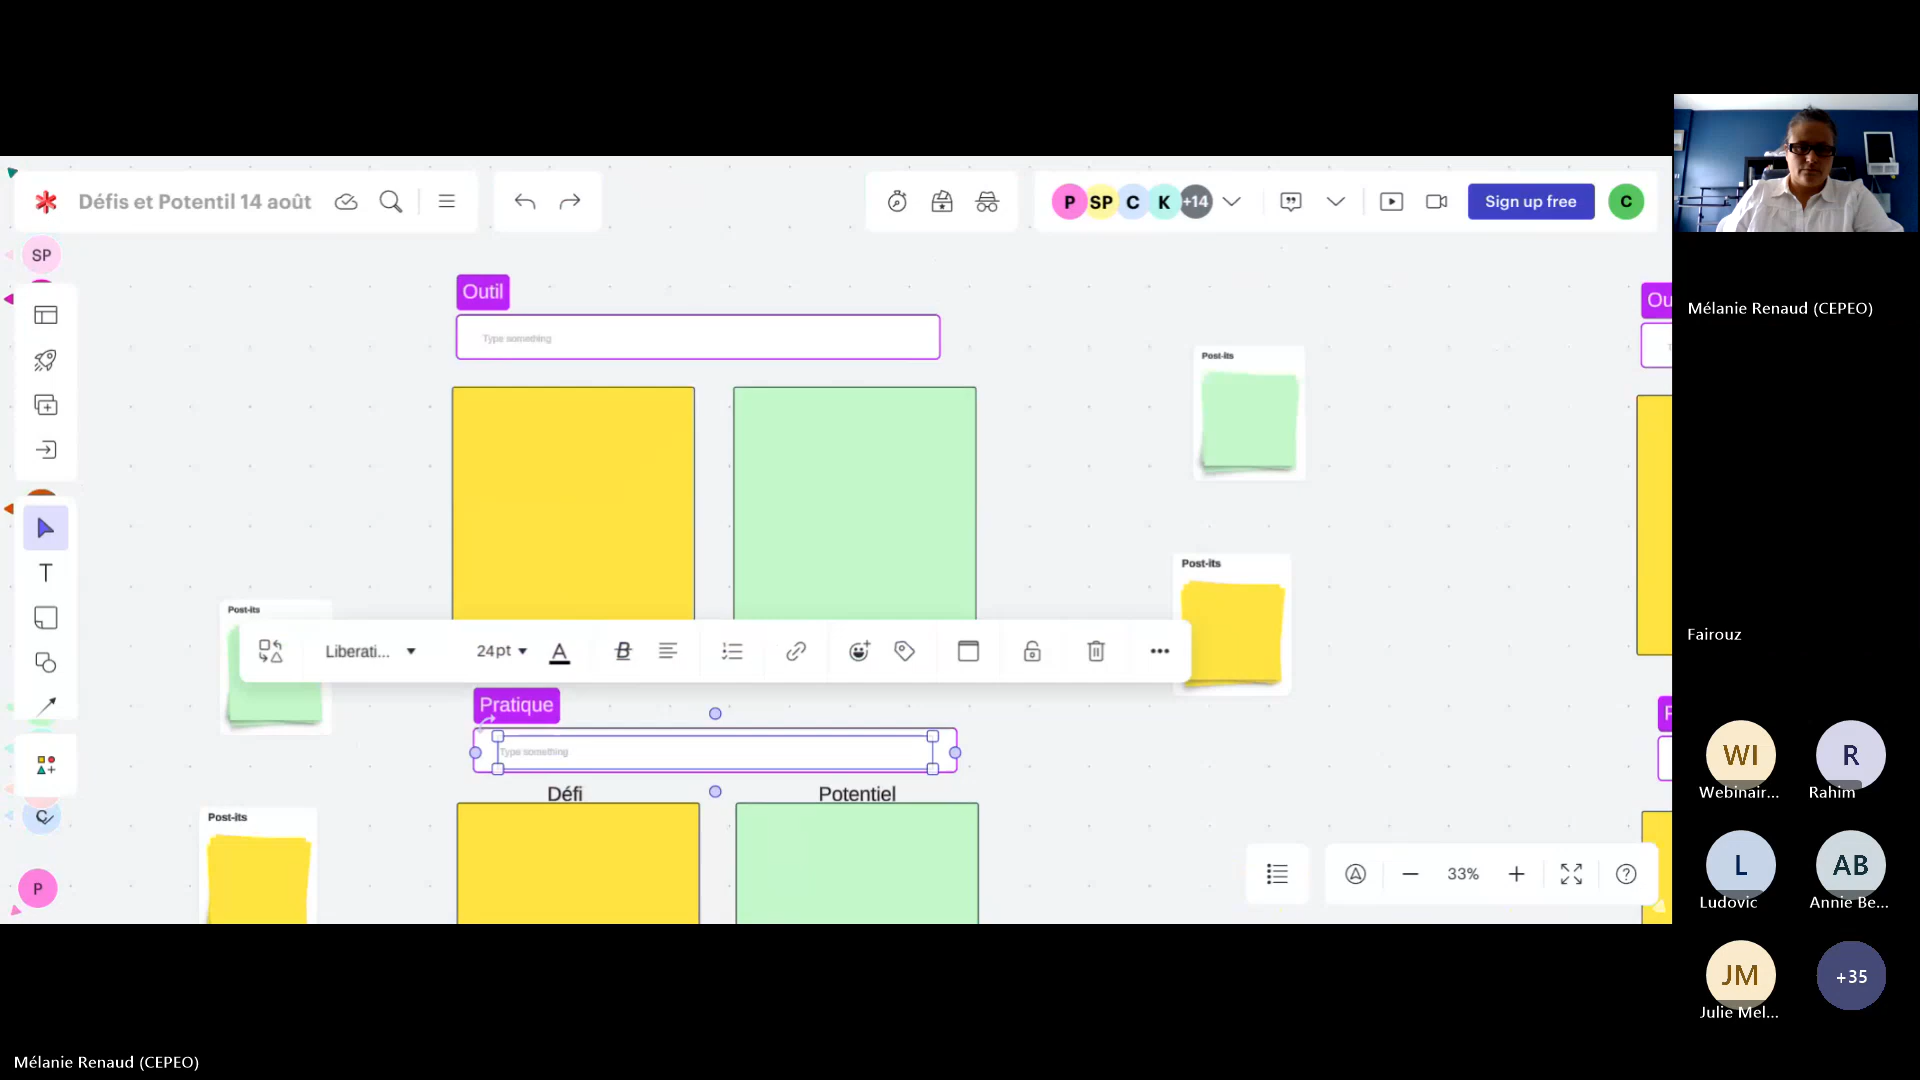 Défis et Potentil 14 août
P SP C K +14
Sign up free
C
SP
Outil
Type something
Post-its
Post-its
Post-its
Liberati...
24pt
A
B
Pratique
Type something
Défi
Potentiel
Post-its
T
C
P
33%
Ou
Mélanie Renaud (CEPEO)
Fairouz
WI
R
Webinair...
Rahim
L
AB
Ludovic
Annie Be...
JM
+35
Julie Mel...
Mélanie Renaud (CEPEO)